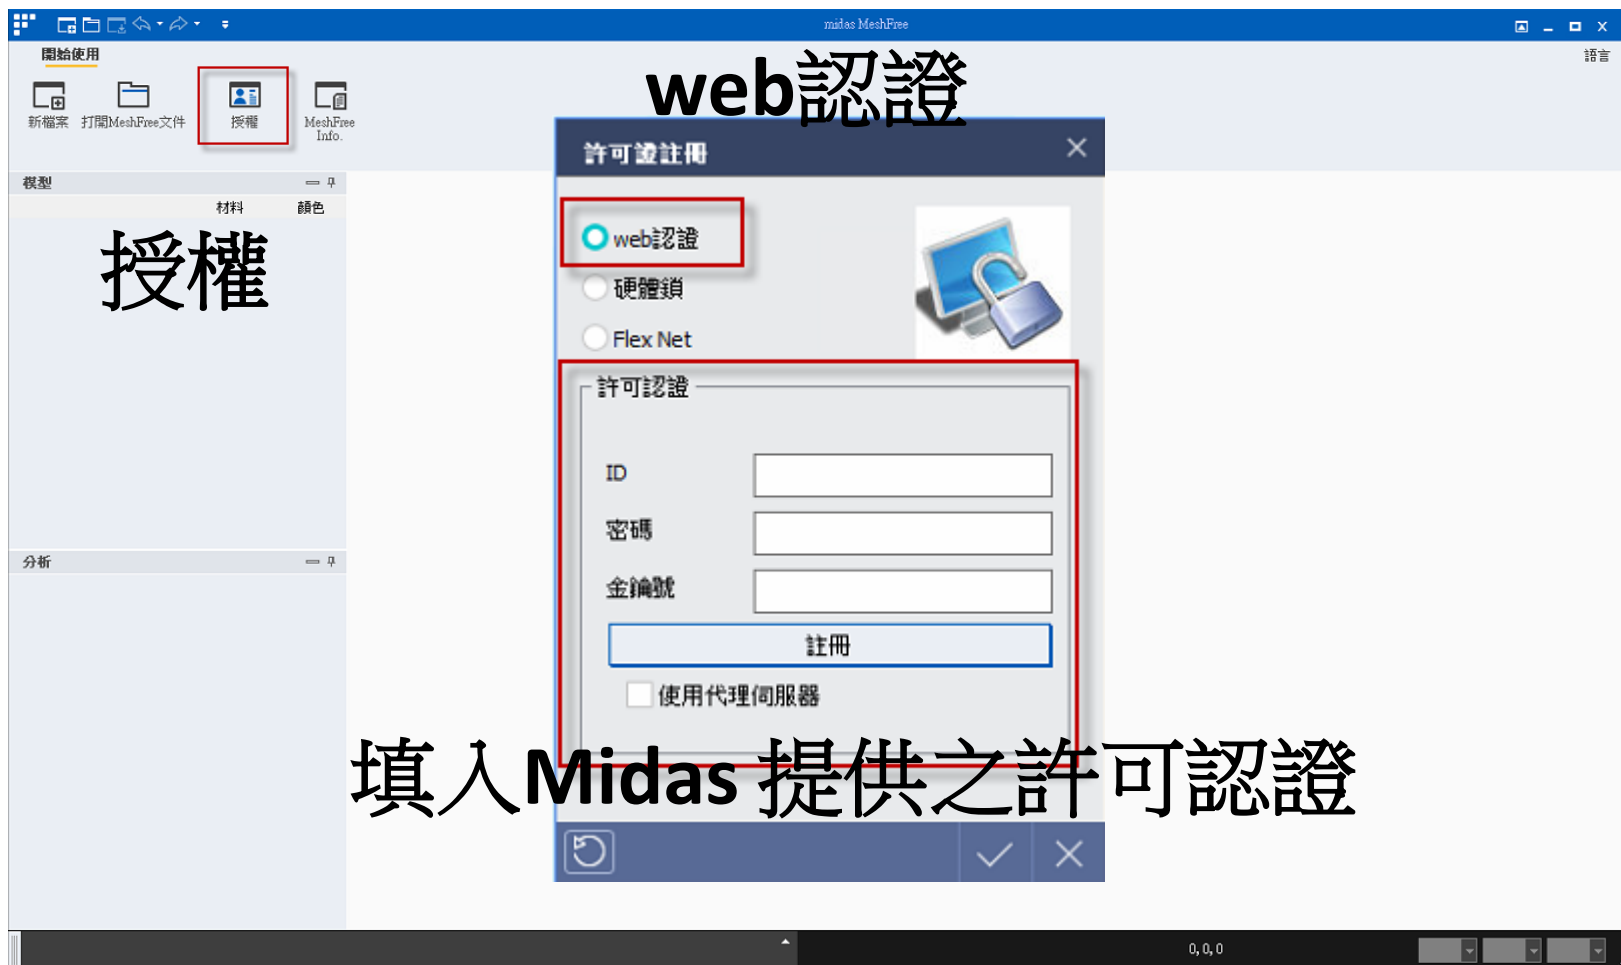 midas MeshFree
開始使用
語言
新檔案
打開MeshFree文件
授權
MeshFree
Info.
web認證
許可證註冊
模型
材料
顏色
授權
web認證
硬體鎖
Flex Net
許可認證
ID
密碼
金鑰號
註冊
使用代理伺服器
分析
填入Midas 提供之許可認證
0, 0, 0